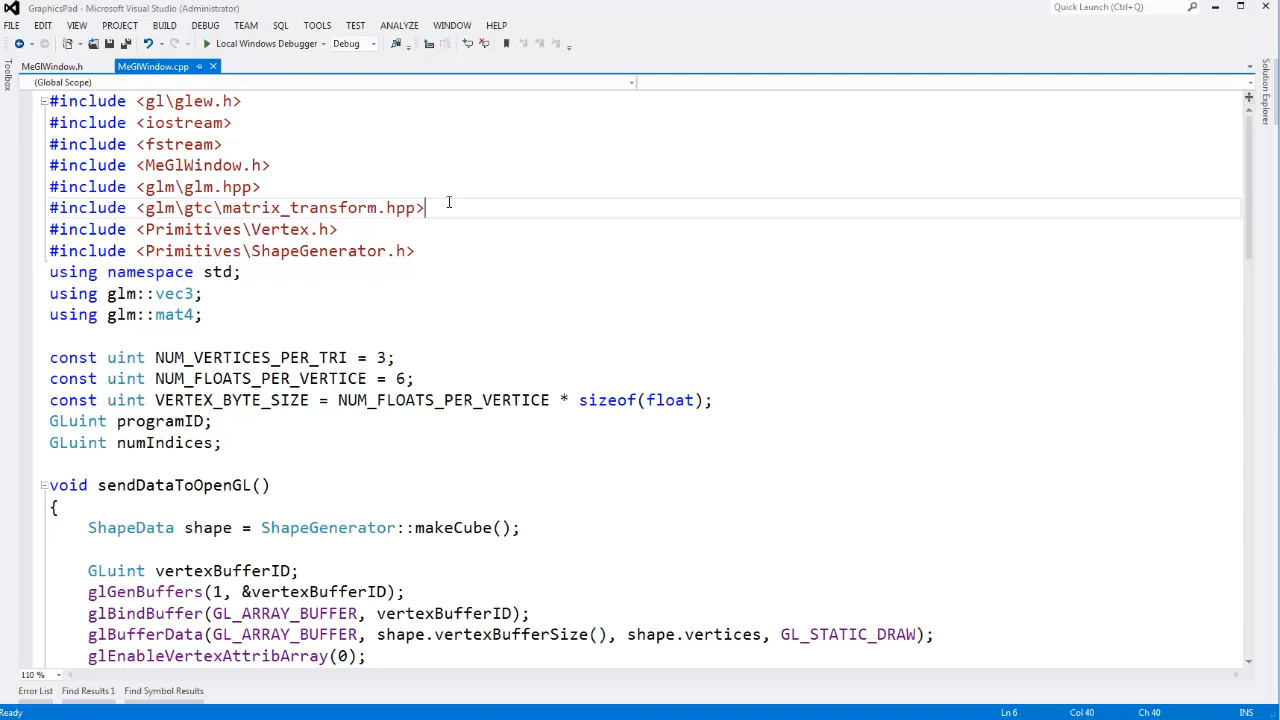 GraphicsPad - Microsoft Visual Studio (Administrator)
Quick Launch (Ctrl+Q)
FILE EDIT VIEW PROJECT BUILD DEBUG TEAM SQL TOOLS TEST ANALYZE WINDOW HELP
Local Windows Debugger Debug
Toolbox
MeGlWindow.h MeGlWindow.cpp
Solution Explorer
(Global Scope)
#include <gl\glew.h>
#include <iostream>
#include <fstream>
#include <MeGlWindow.h>
#include <glm\glm.hpp>
#include <glm\gtc\matrix_transform.hpp>
#include <Primitives\Vertex.h>
#include <Primitives\ShapeGenerator.h>
using namespace std;
using glm::vec3;
using glm::mat4;
const uint NUM_VERTICES_PER_TRI = 3;
const uint NUM_FLOATS_PER_VERTICE = 6;
const uint VERTEX_BYTE_SIZE = NUM_FLOATS_PER_VERTICE * sizeof(float);
GLuint programID;
GLuint numIndices;
void sendDataToOpenGL()
{
ShapeData shape = ShapeGenerator::makeCube();
GLuint vertexBufferID;
glGenBuffers(1, &vertexBufferID);
glBindBuffer(GL_ARRAY_BUFFER, vertexBufferID);
glBufferData(GL_ARRAY_BUFFER, shape.vertexBufferSize(), shape.vertices, GL_STATIC_DRAW);
glEnableVertexAttribArray(0);
110 %
Error List Find Results 1 Find Symbol Results
Ready Ln 6 Col 40 Ch 40 INS